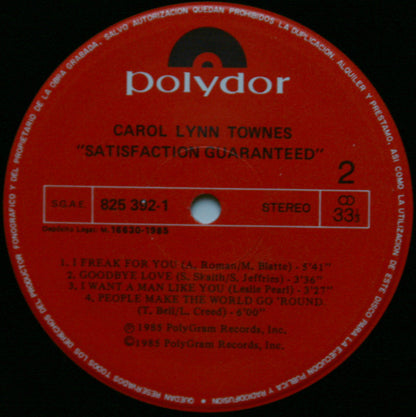 SALVO AUTORIZACION QUEDAN PROHIBIDOS LA DUPLICACION, ALQUILER Y PRESTAMO, ASI COMO LA UTILIZACION DE ESTE DISCO PARA LA EJECUCION PUBLICA Y RADIODIFUSION
QUEDAN RESERVADOS TODOS LOS DERECHOS DEL PRODUCTOR FONOGRAFICO Y DEL PROPIETARIO DE LA OBRA GRABADA,
polydor
CAROL LYNN TOWNES
"SATISFACTION GUARANTEED"
2
S.G.A.E. 825 392-1 STEREO 33⅓
Depósito Legal: M. 16630-1985
1. I FREAK FOR YOU (A. Roman/M. Blatte) - 5'41"
2. GOODBYE LOVE (S. Skaith/S. Jeffries) - 3'36"
3. I WANT A MAN LIKE YOU (Leslie Pearl) - 3'27"
4. PEOPLE MAKE THE WORLD GO 'ROUND.
(T. Bell/L. Creed) - 6'00"
Ⓟ1985 PolyGram Records, Inc.
©1985 PolyGram Records, Inc.